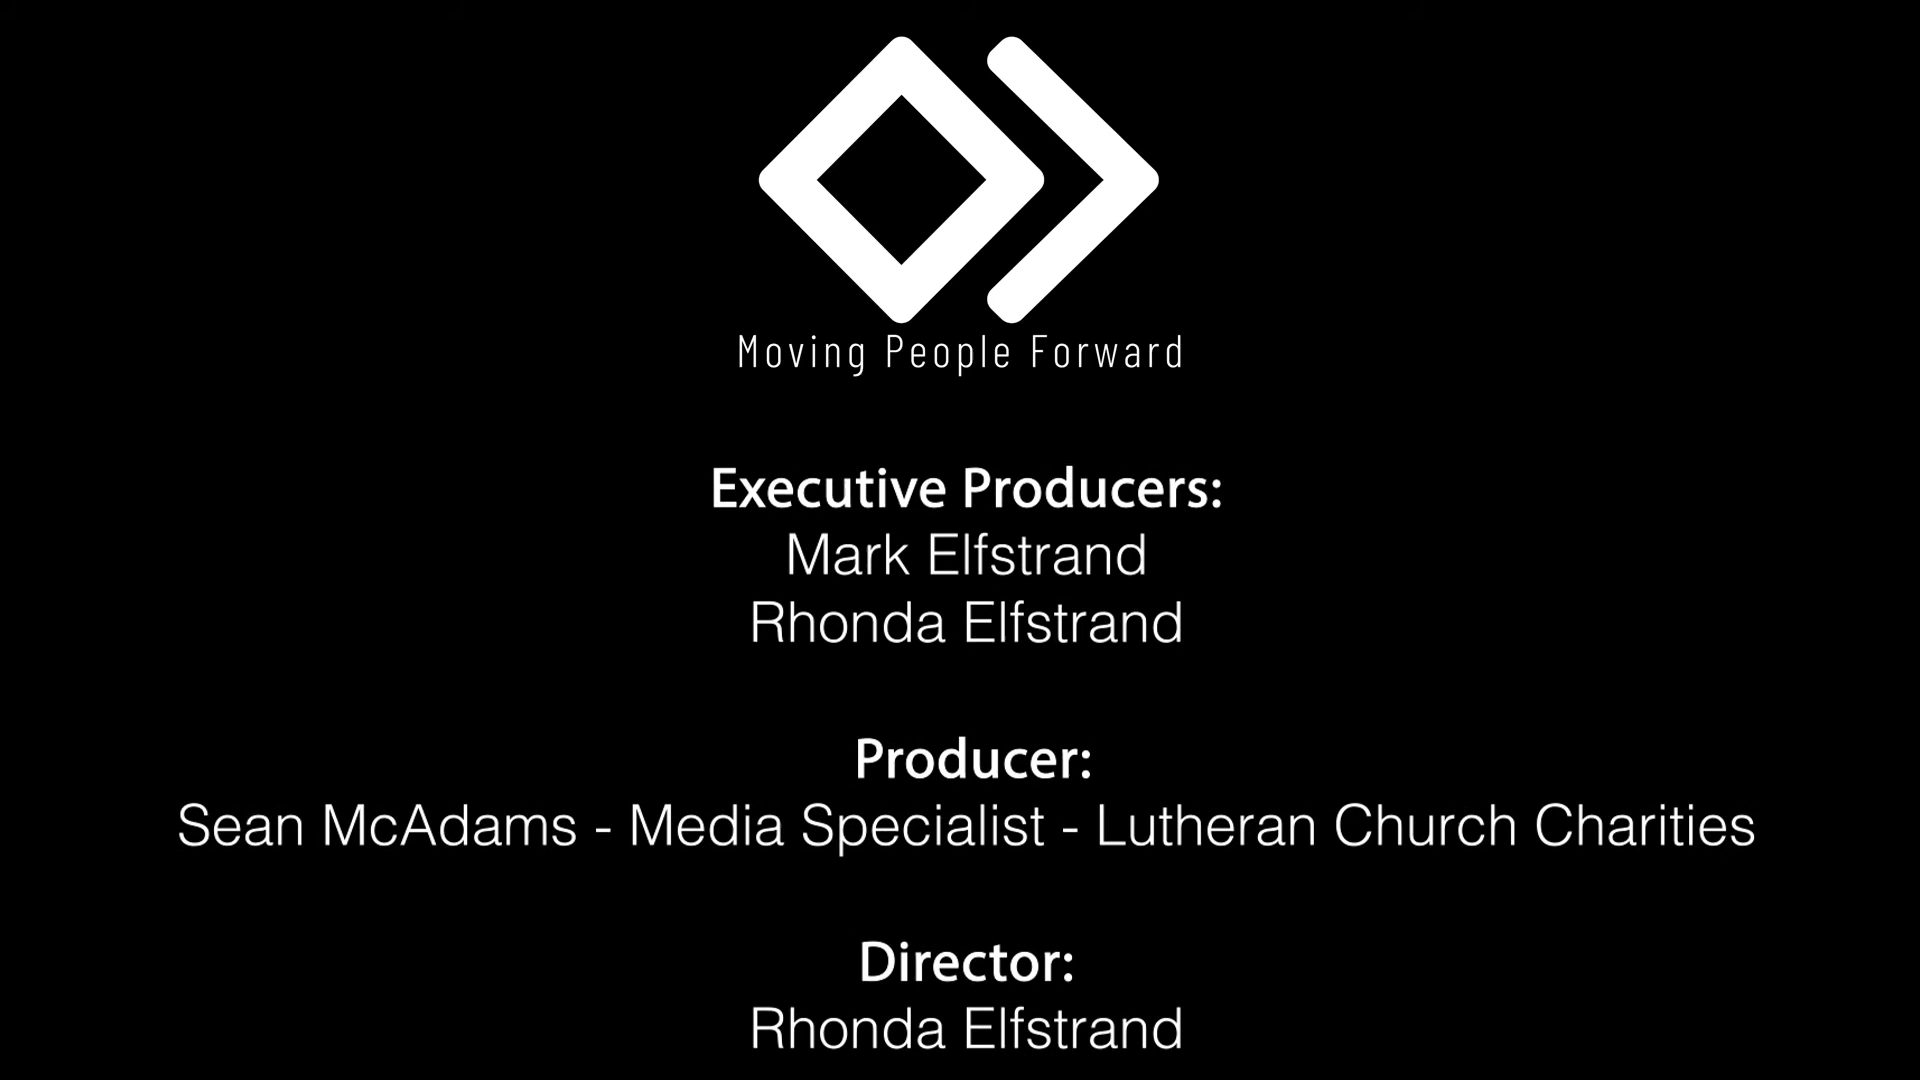 Moving People Forward
Executive Producers:
Mark Elfstrand
Rhonda Elfstrand
Producer:
Sean McAdams - Media Specialist - Lutheran Church Charities
Director:
Rhonda Elfstrand